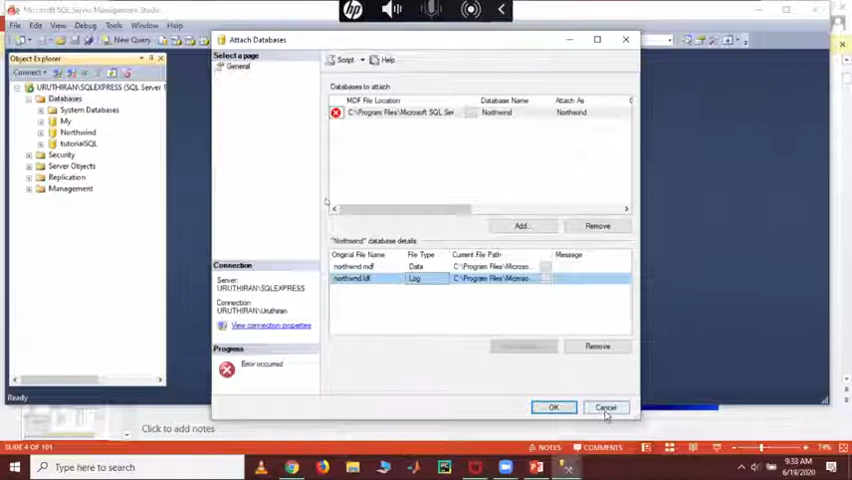 Microsoft SQL Server Management Studio
File Edit View Debug Tools Window Help
New Query
Object Explorer
Connect
URUTHIRAN\SQLEXPRESS (SQL Server 1
Databases
System Databases
My
Northwind
tutorialSQL
Security
Server Objects
Replication
Management
Ready
Attach Databases
Select a page
General
Script Help
Databases to attach
MDF File Location Database Name Attach As
C:\Program Files\Microsoft SQL Ser... Northwind Northwind
Add... Remove
"Northwind" database details:
Original File Name File Type Current File Path Message
northwnd.mdf Data C:\Program Files\Microso...
northwnd.ldf Log C:\Program Files\Microso...
Remove
Connection
Server:
URUTHIRAN\SQLEXPRESS
Connection:
URUTHIRAN\Uruthiran
View connection properties
Progress
Error occurred
OK Cancel
Click to add notes
SLIDE 4 OF 101 NOTES COMMENTS 74%
Type here to search
9:33 AM
6/19/2020